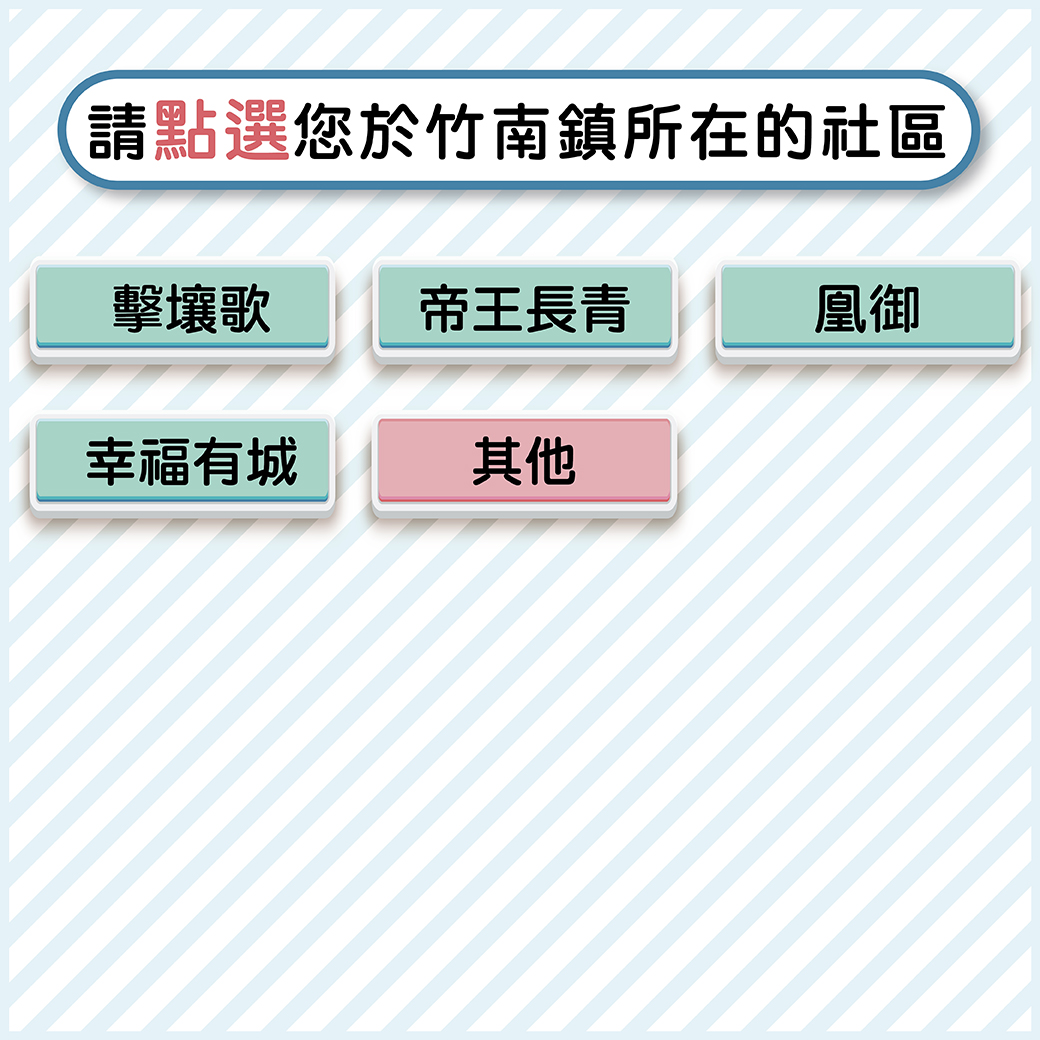 請點選您於竹南鎮所在的社區
擊壤歌
帝王長青
凰御
幸福有城
其他